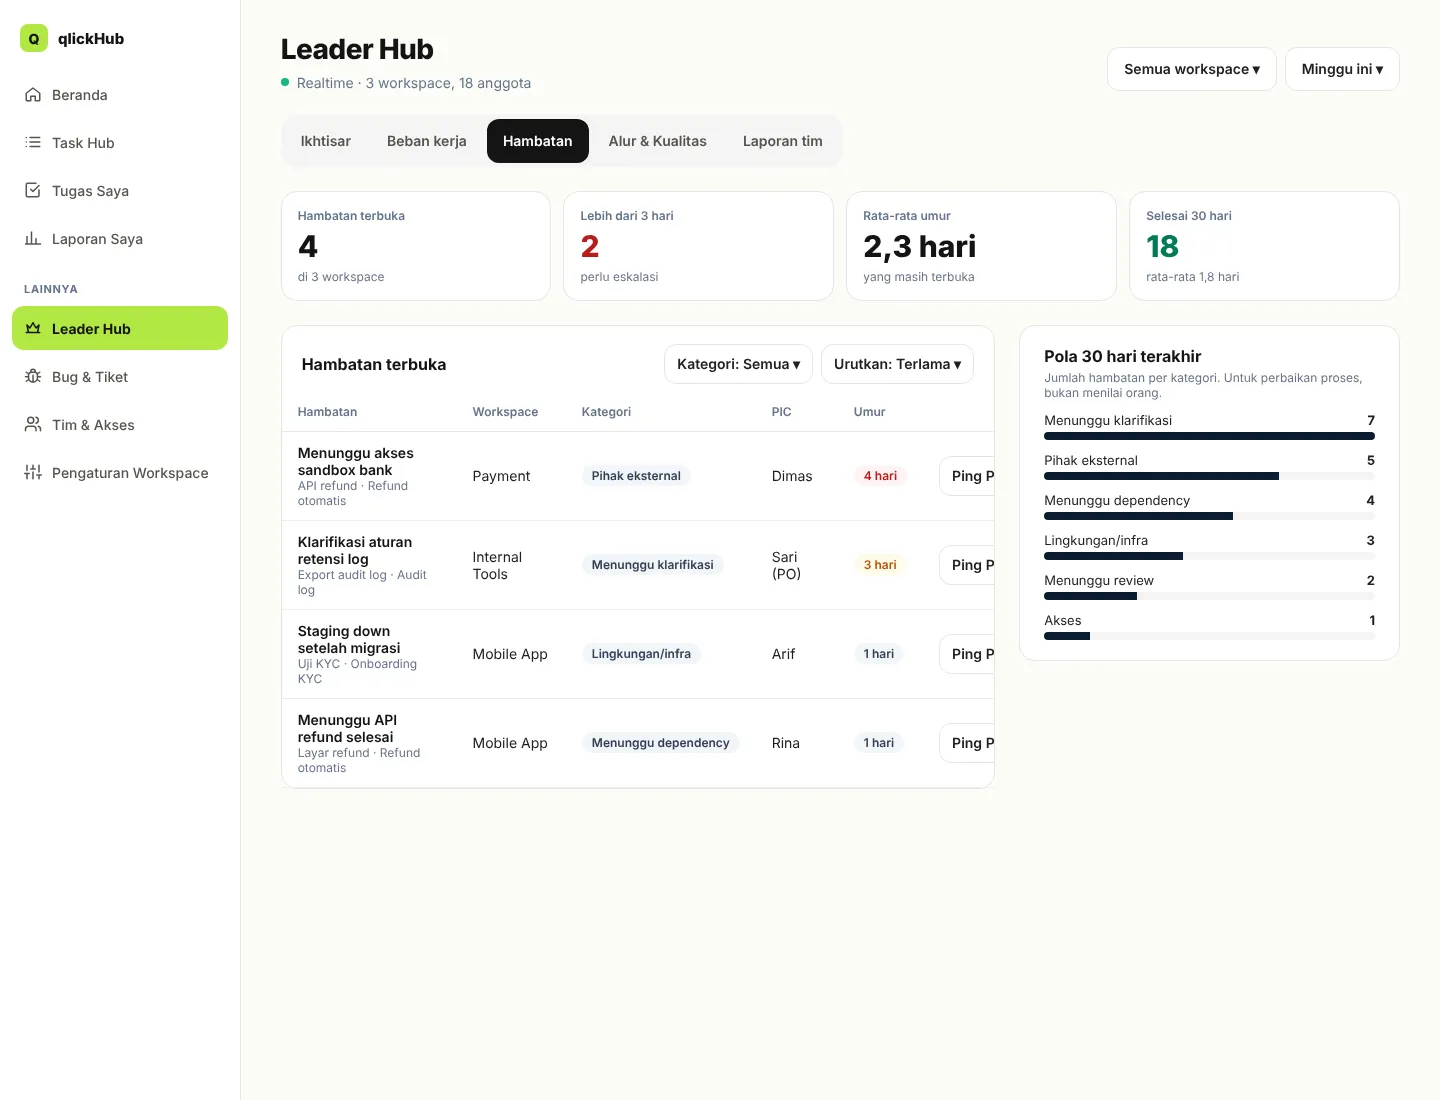 Q qlickHub
Beranda
Task Hub
Tugas Saya
Laporan Saya
LAINNYA
Leader Hub
Bug & Tiket
Tim & Akses
Pengaturan Workspace
Leader Hub
Realtime · 3 workspace, 18 anggota
Semua workspace ▾
Minggu ini ▾
Ikhtisar
Beban kerja
Hambatan
Alur & Kualitas
Laporan tim
Hambatan terbuka
4
di 3 workspace
Lebih dari 3 hari
2
perlu eskalasi
Rata-rata umur
2,3 hari
yang masih terbuka
Selesai 30 hari
18
rata-rata 1,8 hari
Hambatan terbuka
Kategori: Semua ▾
Urutkan: Terlama ▾
Hambatan Workspace Kategori PIC Umur
Menunggu akses
sandbox bank
API refund · Refund
otomatis
Payment
Pihak eksternal
Dimas
4 hari
Ping P
Klarifikasi aturan
retensi log
Export audit log · Audit
log
Internal
Tools
Menunggu klarifikasi
Sari
(PO)
3 hari
Ping P
Staging down
setelah migrasi
Uji KYC · Onboarding
KYC
Mobile App
Lingkungan/infra
Arif
1 hari
Ping P
Menunggu API
refund selesai
Layar refund · Refund
otomatis
Mobile App
Menunggu dependency
Rina
1 hari
Ping P
Pola 30 hari terakhir
Jumlah hambatan per kategori. Untuk perbaikan proses,
bukan menilai orang.
Menunggu klarifikasi 7
Pihak eksternal 5
Menunggu dependency 4
Lingkungan/infra 3
Menunggu review 2
Akses 1